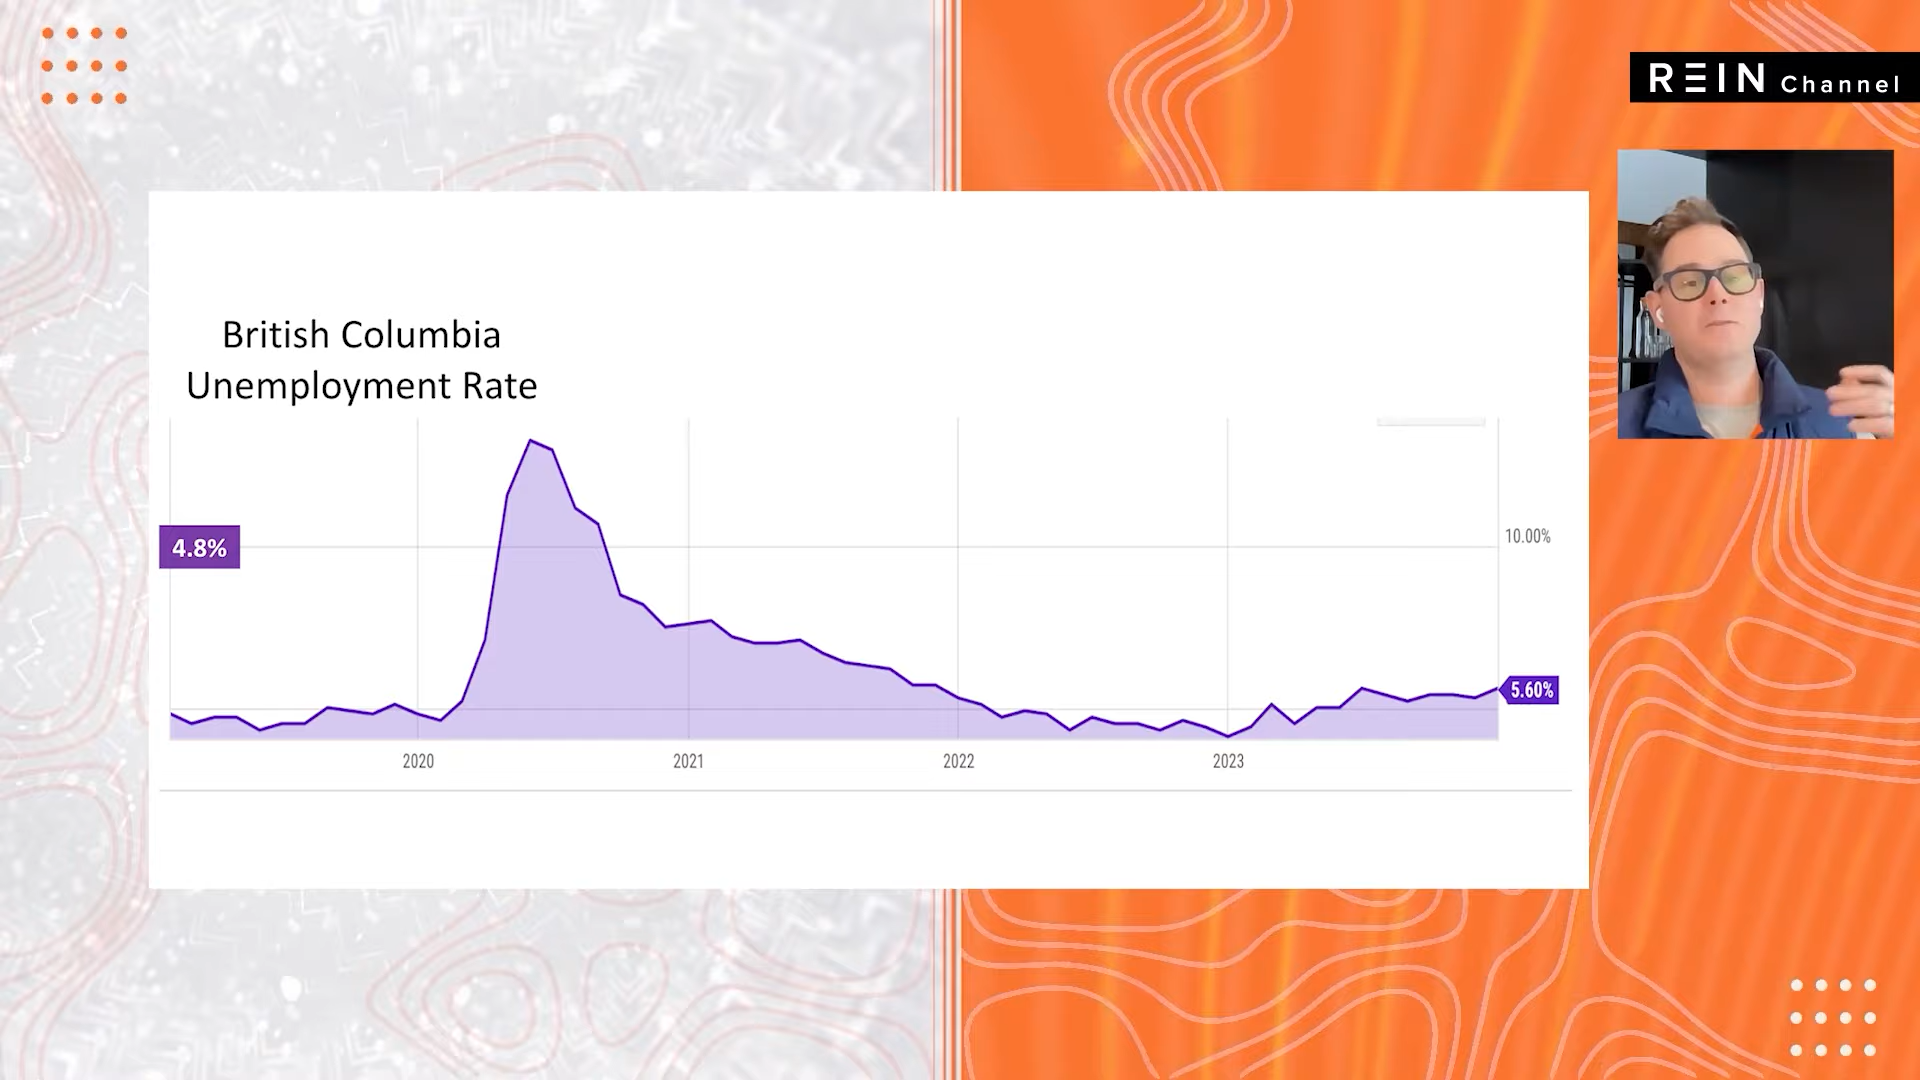 REIN Channel
British Columbia
Unemployment Rate
4.8%
10.00%
5.60%
2020
2021
2022
2023